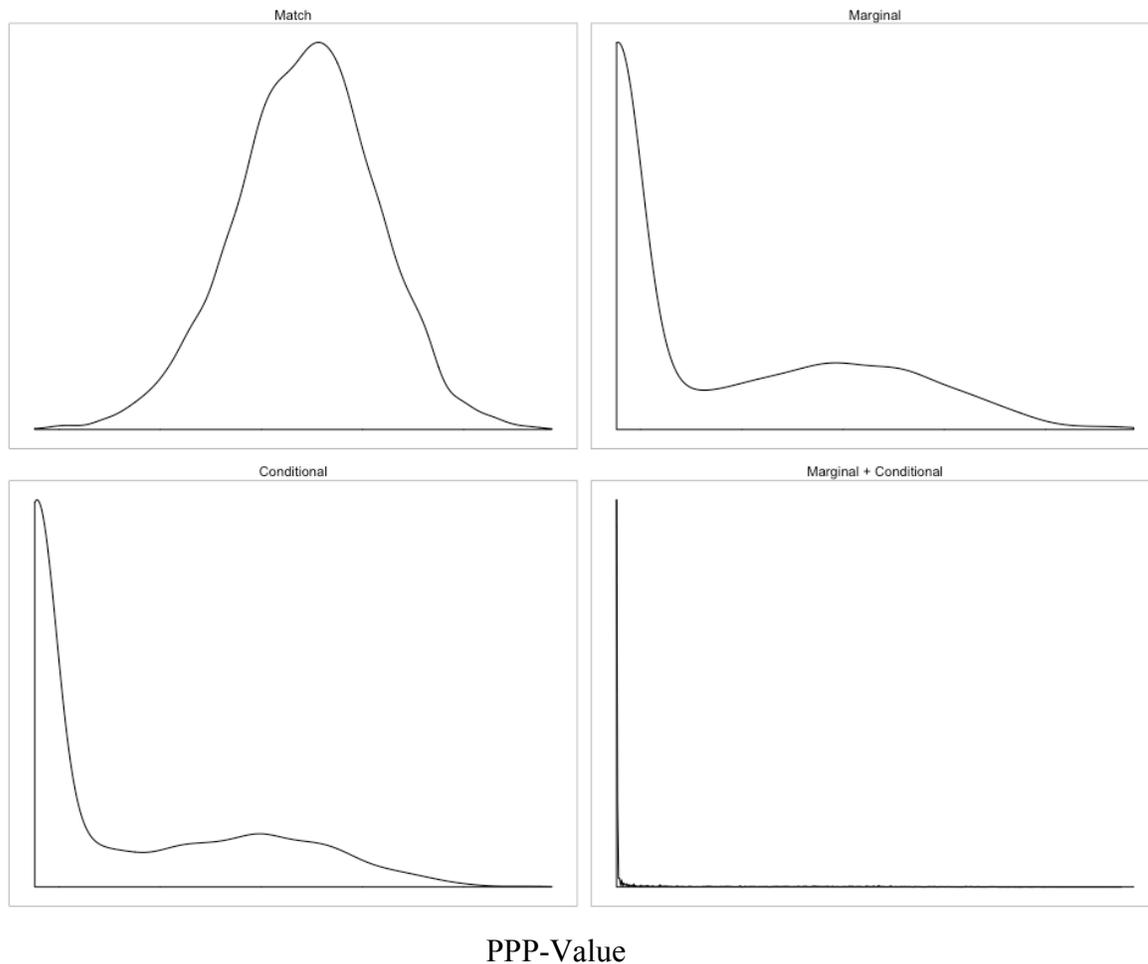 Match
Marginal
Conditional
Marginal + Conditional
PPP-Value